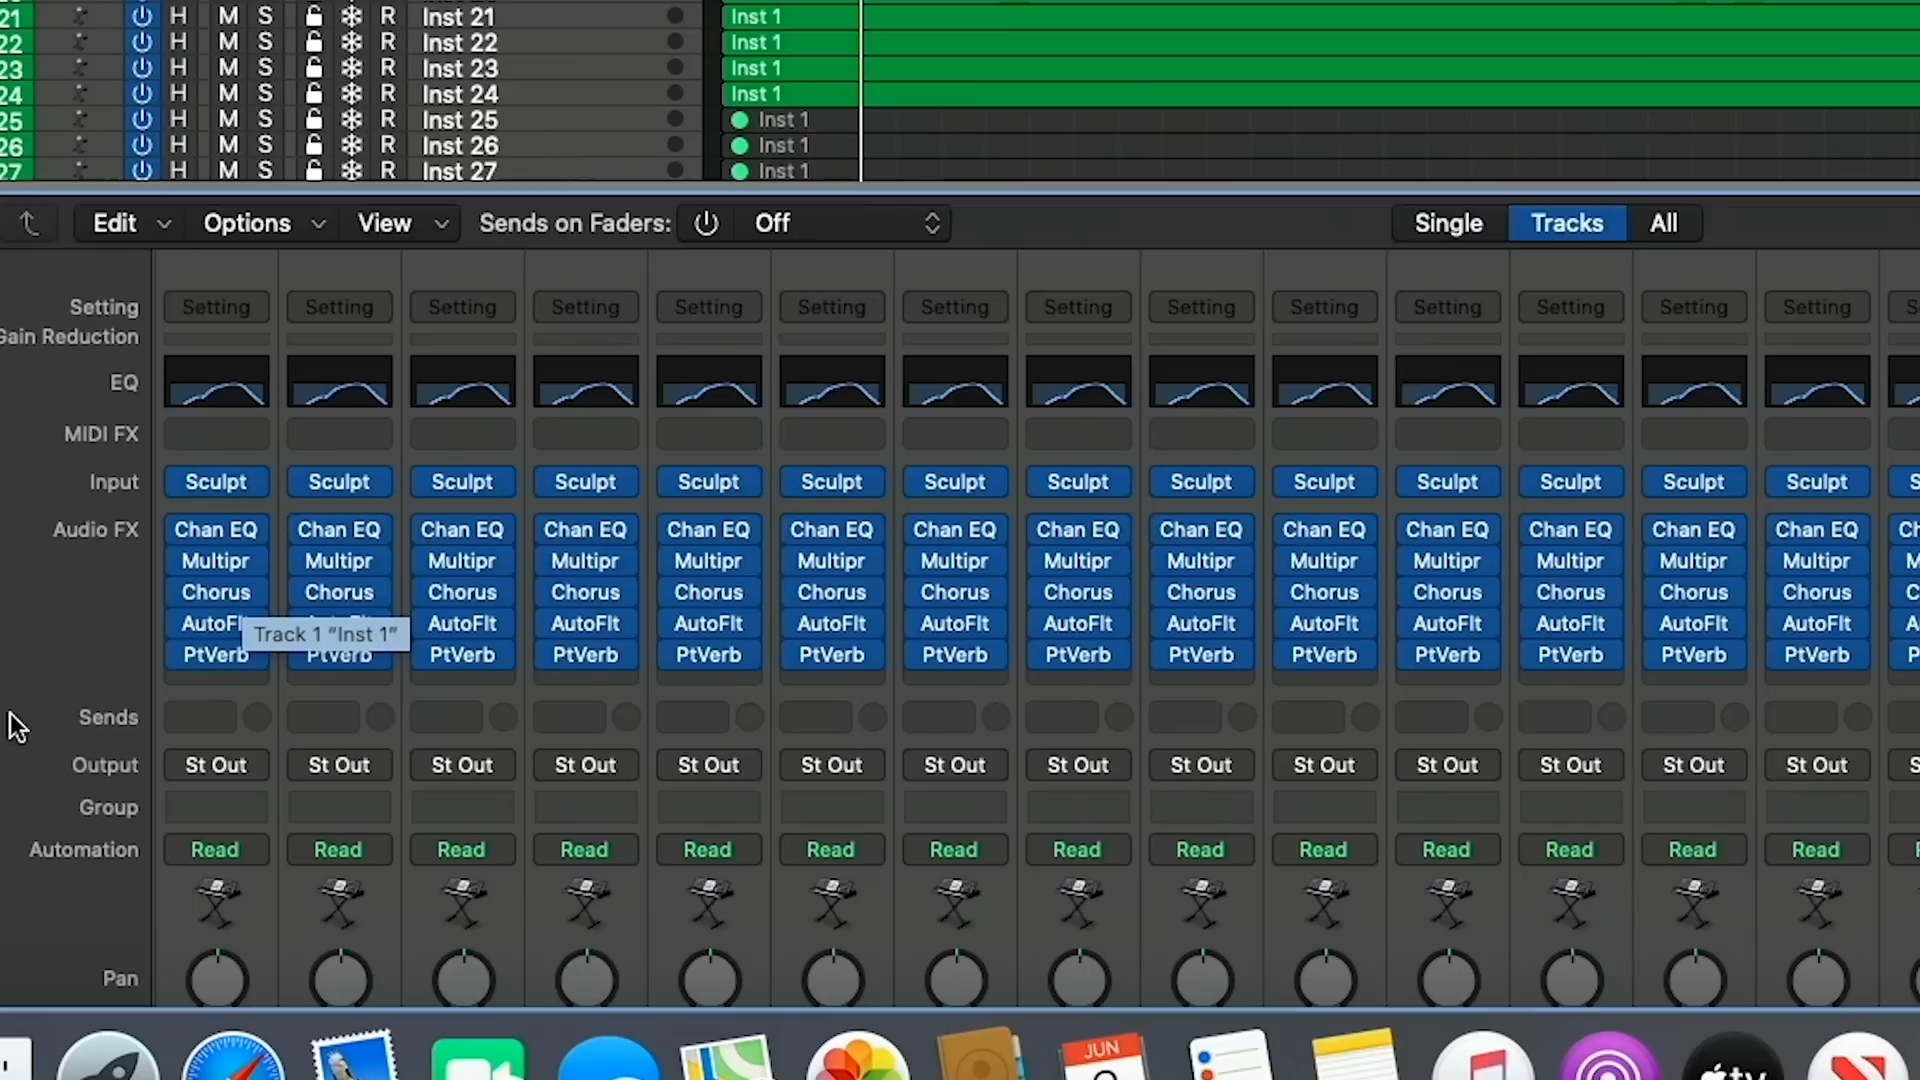 21 H M S R Inst 21 Inst 1
22 H M S R Inst 22 Inst 1
23 H M S R Inst 23 Inst 1
24 H M S R Inst 24 Inst 1
25 H M S R Inst 25 Inst 1
26 H M S R Inst 26 Inst 1
27 H M S R Inst 27 Inst 1
Edit Options View Sends on Faders: Off Single Tracks All
Setting Setting Setting Setting Setting Setting Setting Setting Setting Setting Setting Setting Setting Setting Setting S
Gain Reduction
EQ
MIDI FX
Input Sculpt Sculpt Sculpt Sculpt Sculpt Sculpt Sculpt Sculpt Sculpt Sculpt Sculpt Sculpt Sculpt Sculpt S
Audio FX Chan EQ Chan EQ Chan EQ Chan EQ Chan EQ Chan EQ Chan EQ Chan EQ Chan EQ Chan EQ Chan EQ Chan EQ Chan EQ Chan EQ Ch
Multipr Multipr Multipr Multipr Multipr Multipr Multipr Multipr Multipr Multipr Multipr Multipr Multipr Multipr M
Chorus Chorus Chorus Chorus Chorus Chorus Chorus Chorus Chorus Chorus Chorus Chorus Chorus Chorus C
AutoFl AutoFlt AutoFlt AutoFlt AutoFlt AutoFlt AutoFlt AutoFlt AutoFlt AutoFlt AutoFlt AutoFlt AutoFlt A
Track 1 "Inst 1"
PtVerb PtVerb PtVerb PtVerb PtVerb PtVerb PtVerb PtVerb PtVerb PtVerb PtVerb PtVerb PtVerb PtVerb P
Sends
Output St Out St Out St Out St Out St Out St Out St Out St Out St Out St Out St Out St Out St Out St Out S
Group
Automation Read Read Read Read Read Read Read Read Read Read Read Read Read Read
Pan
JUN
tv